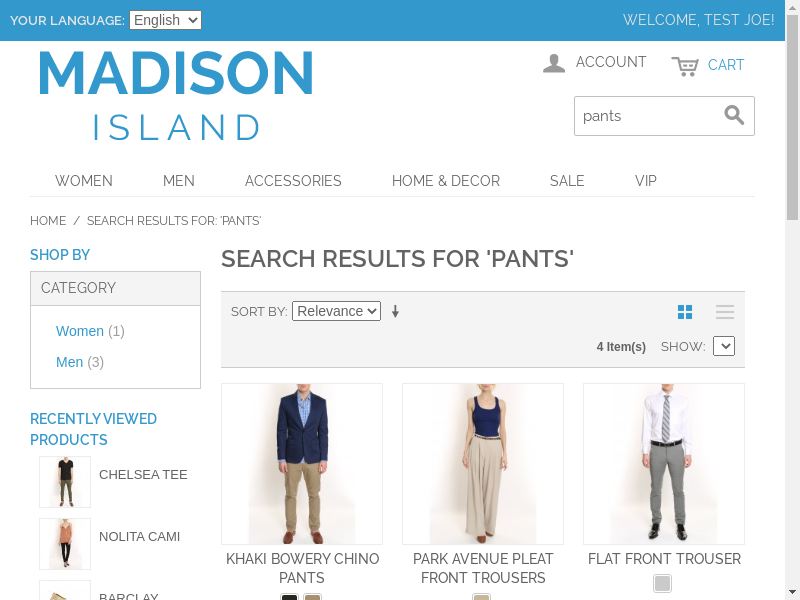 YOUR LANGUAGE: English
WELCOME, TEST JOE!
MADISON
ISLAND
ACCOUNT
CART
pants
WOMEN MEN ACCESSORIES HOME & DECOR SALE VIP
HOME / SEARCH RESULTS FOR: 'PANTS'
SHOP BY
CATEGORY
Women (1)
Men (3)
RECENTLY VIEWED
PRODUCTS
CHELSEA TEE
NOLITA CAMI
BARCLAY
SEARCH RESULTS FOR 'PANTS'
SORT BY: Relevance
4 Item(s) SHOW:
KHAKI BOWERY CHINO
PANTS
PARK AVENUE PLEAT
FRONT TROUSERS
FLAT FRONT TROUSER